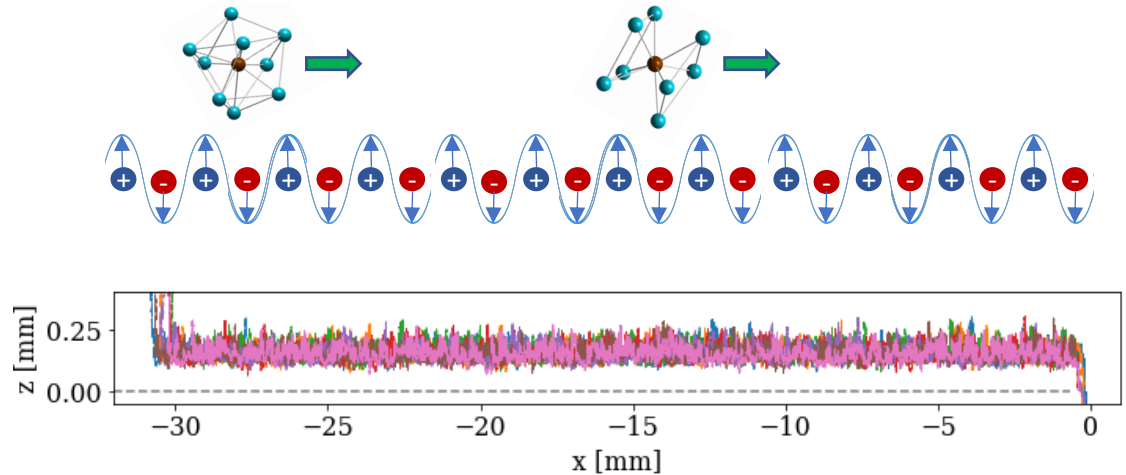 + - + - + - + - + - + - + - + - + - + - + - + -
z [mm]
0.25
0.00
−30 −25 −20 −15 −10 −5 0
x [mm]